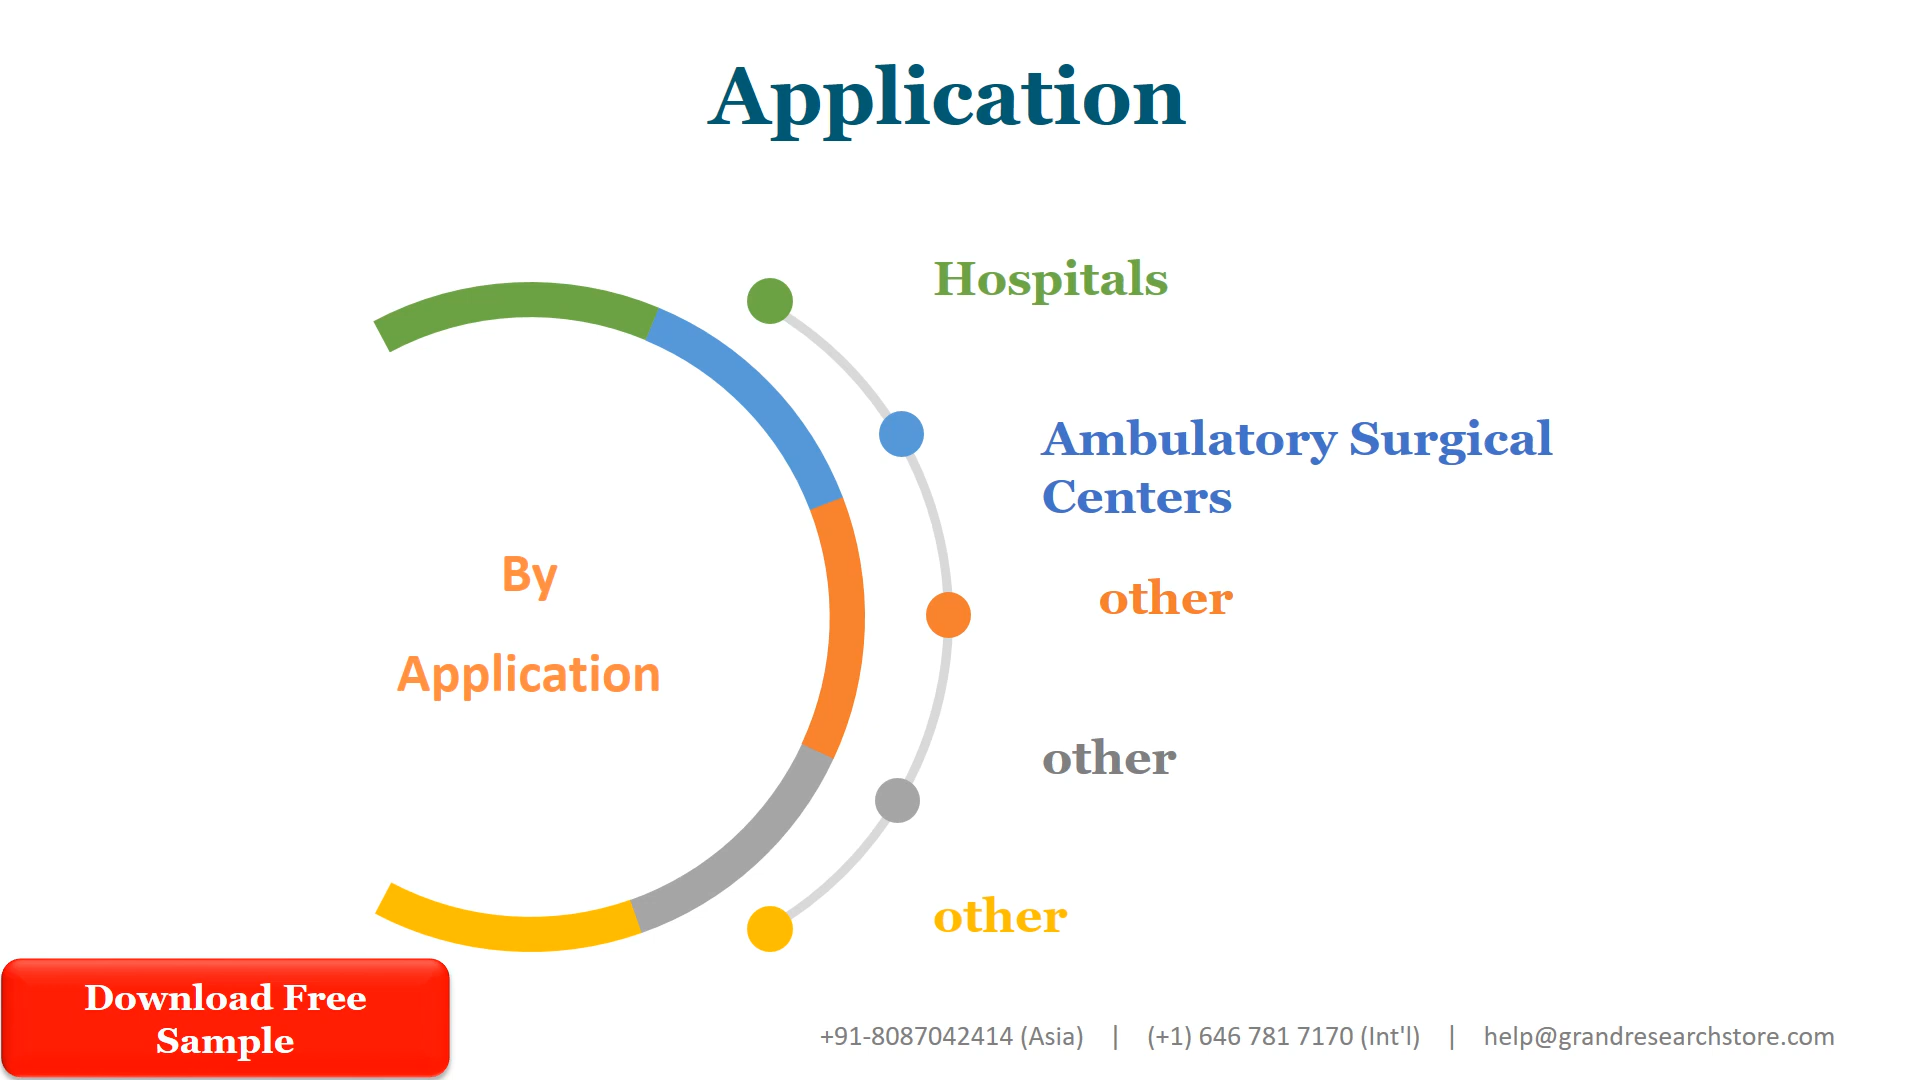 Application
Hospitals
Ambulatory Surgical
Centers
By
Application
other
other
other
Download Free
Sample
+91-8087042414 (Asia) | (+1) 646 781 7170 (Int'l) | help@grandresearchstore.com